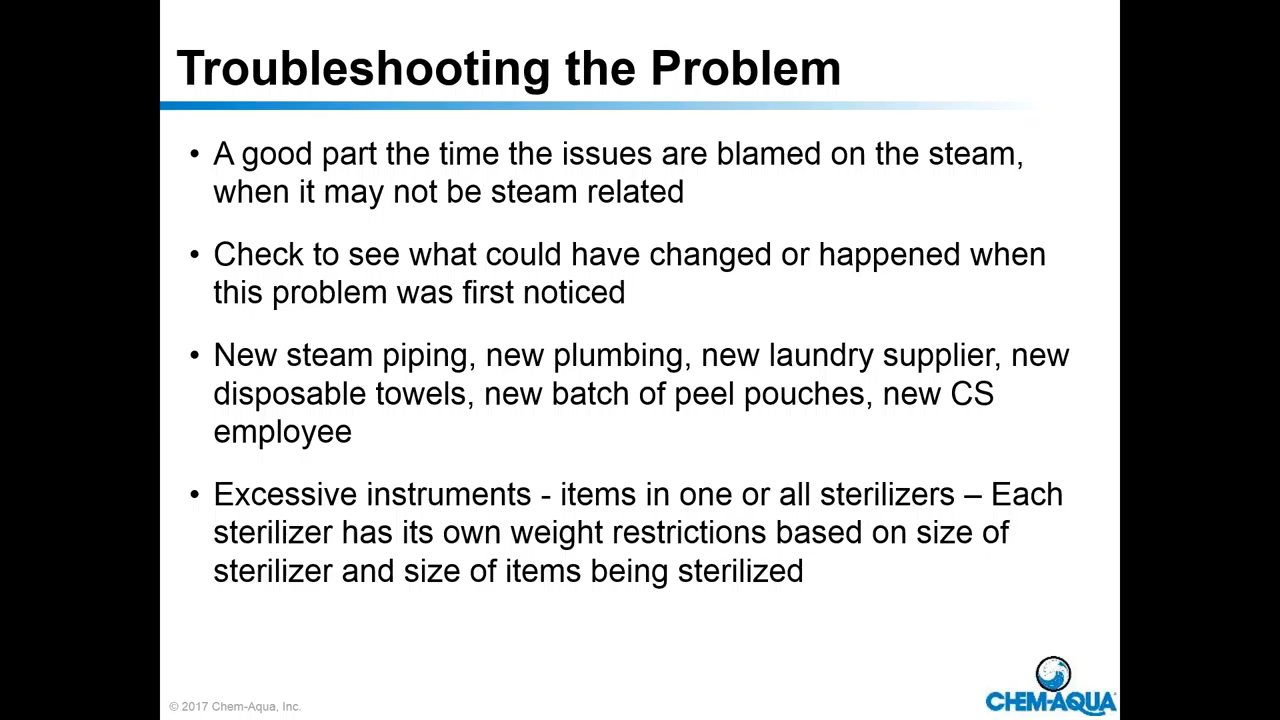 Troubleshooting the Problem
• A good part the time the issues are blamed on the steam,
when it may not be steam related
• Check to see what could have changed or happened when
this problem was first noticed
• New steam piping, new plumbing, new laundry supplier, new
disposable towels, new batch of peel pouches, new CS
employee
• Excessive instruments - items in one or all sterilizers – Each
sterilizer has its own weight restrictions based on size of
sterilizer and size of items being sterilized
© 2017 Chem-Aqua, Inc.
CHEM-AQUA